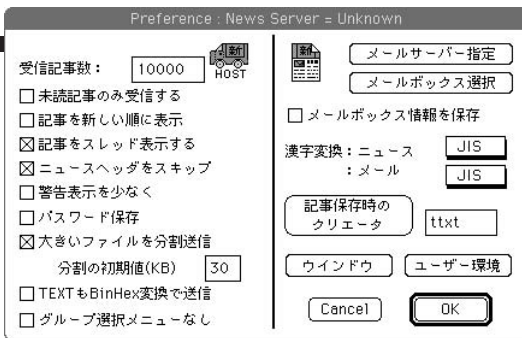 Preference : News Server = Unknown
受信記事数： 10000
新
HOST
未読記事のみ受信する
記事を新しい順に表示
記事をスレッド表示する
ニュースヘッダをスキップ
警告表示を少なく
パスワード保存
大きいファイルを分割送信
分割の初期値(KB) 30
TEXTもBinHex変換で送信
グループ選択メニューなし
新
メールサーバー指定
メールボックス選択
メールボックス情報を保存
漢字変換：ニュース JIS
：メール JIS
記事保存時の
クリエータ ttxt
ウインドウ ユーザー環境
Cancel OK